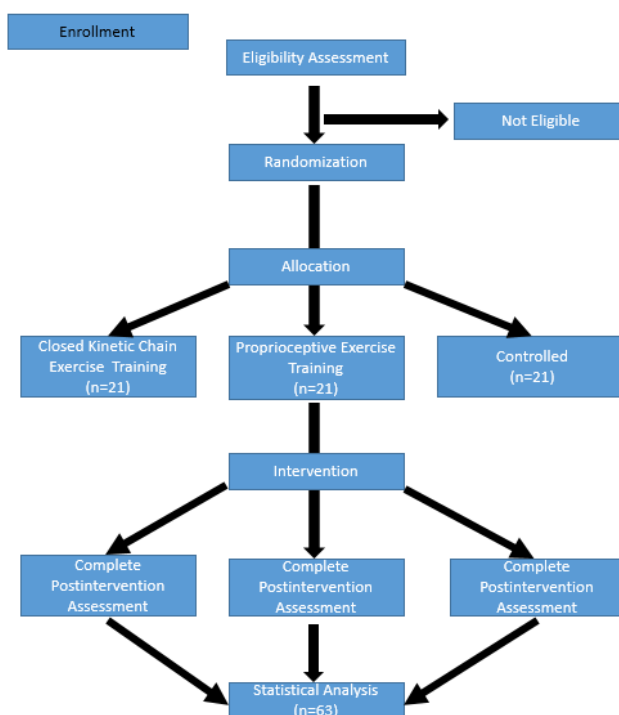 Enrollment
Eligibility Assessment
Not Eligible
Randomization
Allocation
Closed Kinetic Chain
Exercise Training
(n=21)
Proprioceptive Exercise
Training
(n=21)
Controlled
(n=21)
Intervention
Complete
Postintervention
Assessment
Complete
Postintervention
Assessment
Complete
Postintervention
Assessment
Statistical Analysis
(n=63)